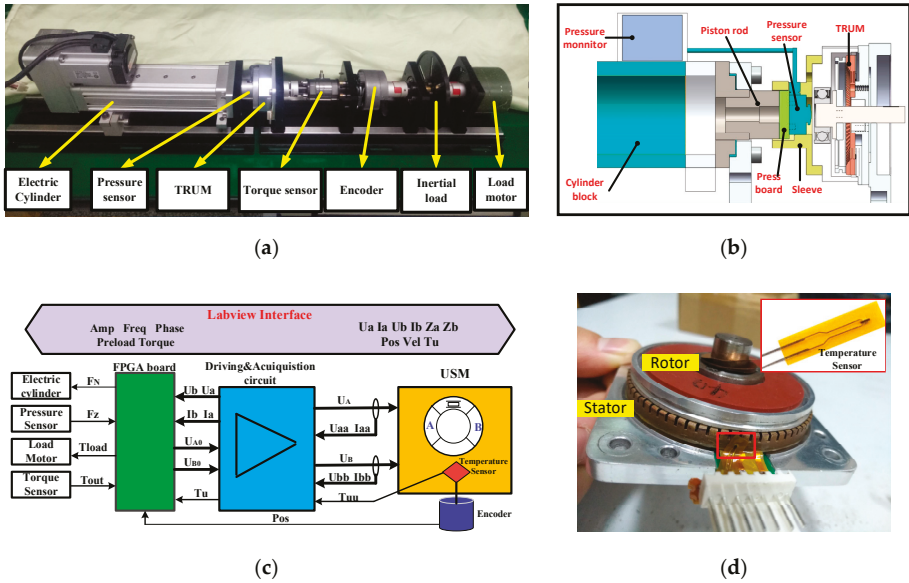 Electric
Cylinder
Pressure
sensor
TRUM
Torque sensor
Encoder
Inertial
load
Load
motor
(a)
Pressure
monnitor
Piston rod
Pressure
sensor
TRUM
Cylinder
block
Press
board
Sleeve
(b)
Labview Interface
Amp Freq Phase
Preload Torque
Ua Ia Ub Ib Za Zb
Pos Vel Tu
FPGA board
Driving&Acuiquistion
circuit
USM
Electric
cylinder
Pressure
Sensor
Load
Motor
Torque
Sensor
FN
Fz
Tload
Tout
Ub Ua
Ib Ia
UA0
UB0
Tu
UA
Uaa Iaa
UB
Ubb Ibb
Tuu
A
B
Temperature
Sensor
Encoder
Pos
(c)
Rotor
Stator
Temperature
Sensor
(d)